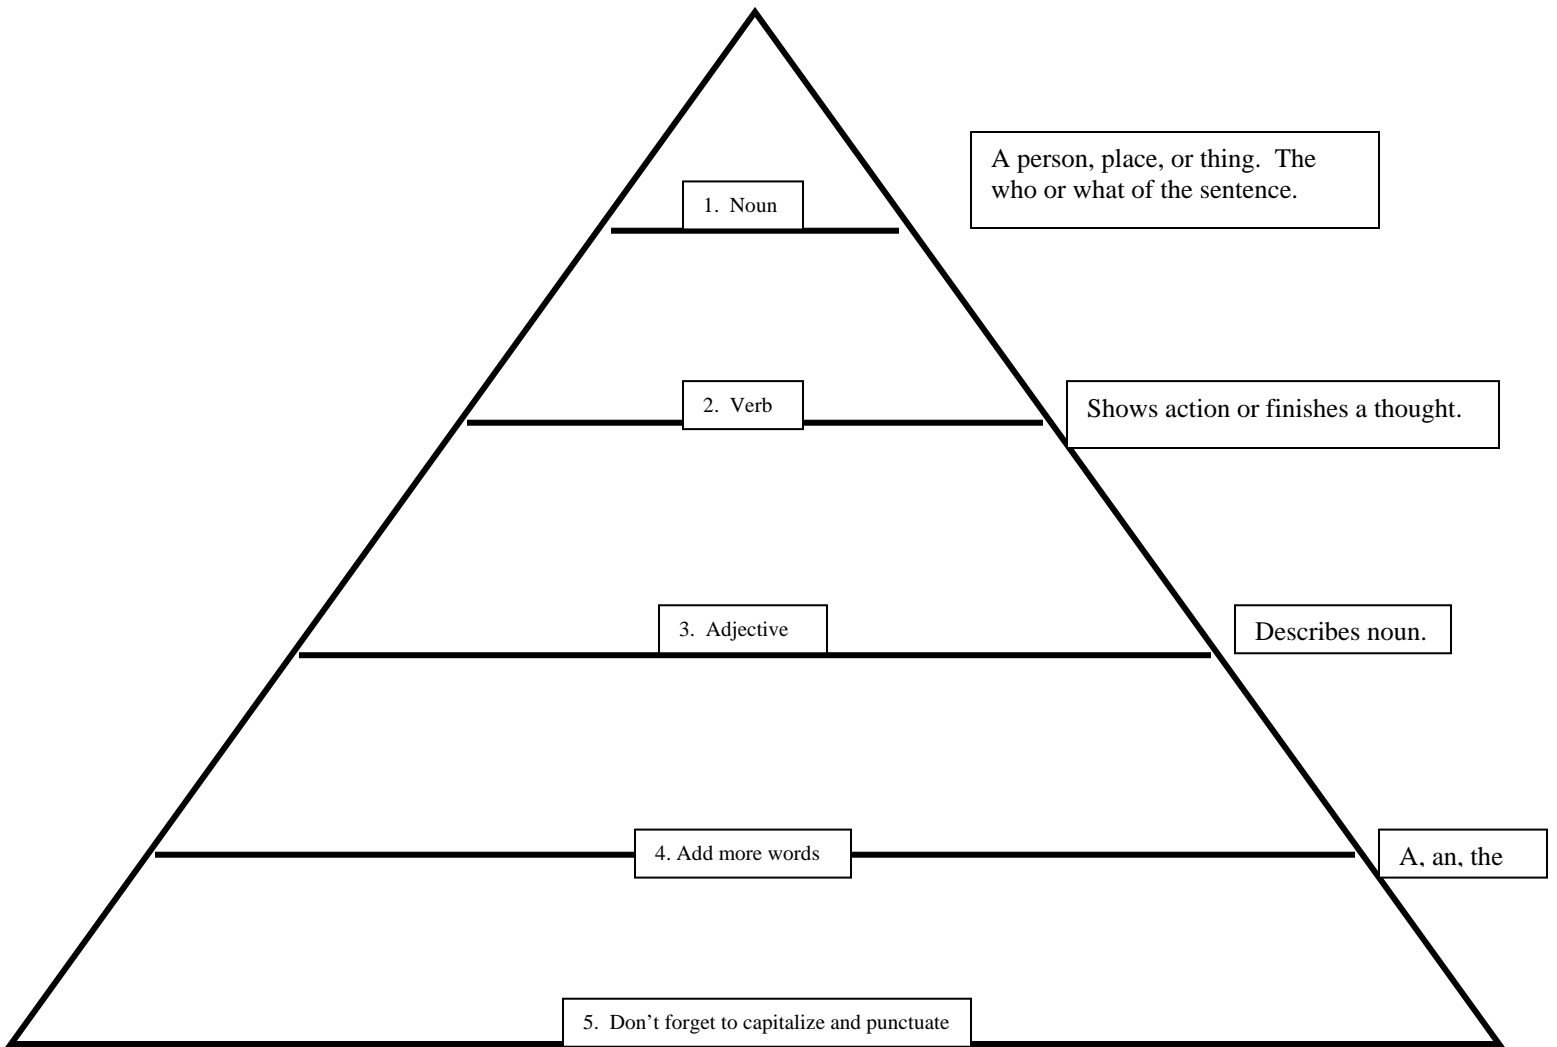 A person, place, or thing.  The
who or what of the sentence.
1.  Noun
2.  Verb
Shows action or finishes a thought.
3.  Adjective
Describes noun.
4. Add more words
A, an, the
5.  Don’t forget to capitalize and punctuate